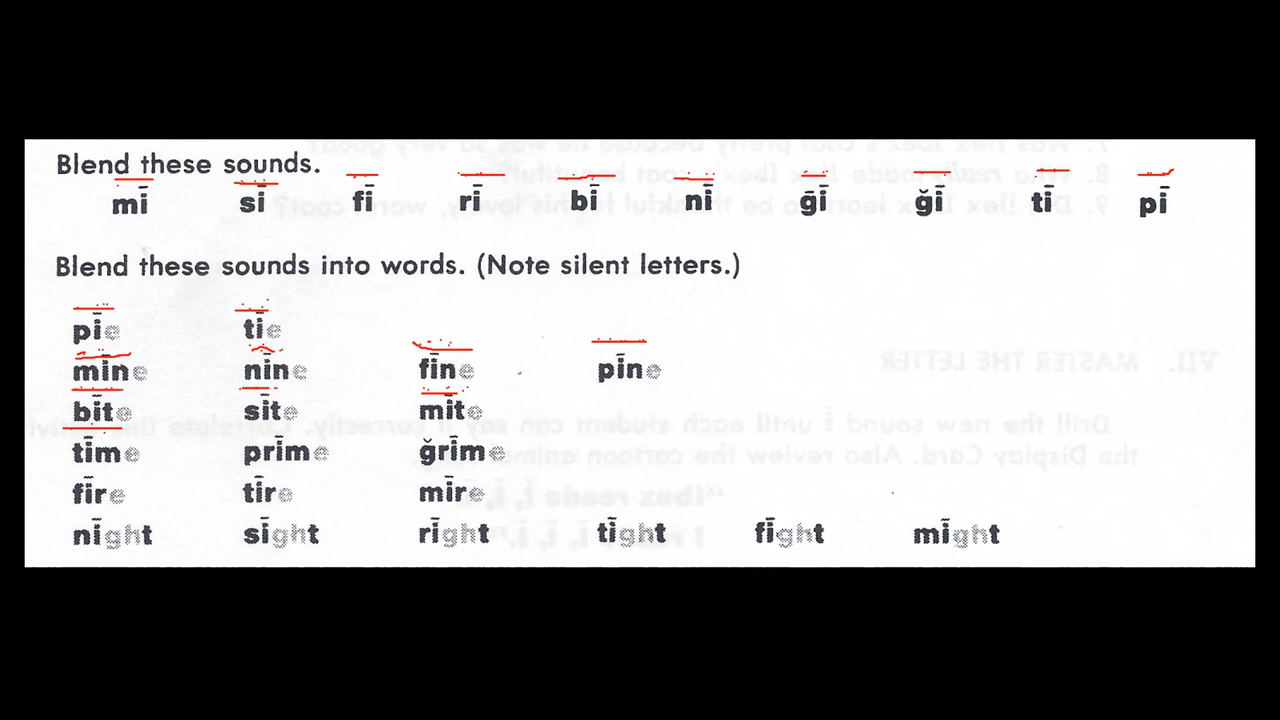 Blend these sounds.
mī sī fī rī bī nī ḡī ğī tī pī
Blend these sounds into words. (Note silent letters.)
pīe tīe
mīne nīne fīne pīne
bīte sīte mīte
tīme prīme ğrīme
fīre tīre mīre
nīght sīght rīght tīght fīght mīght